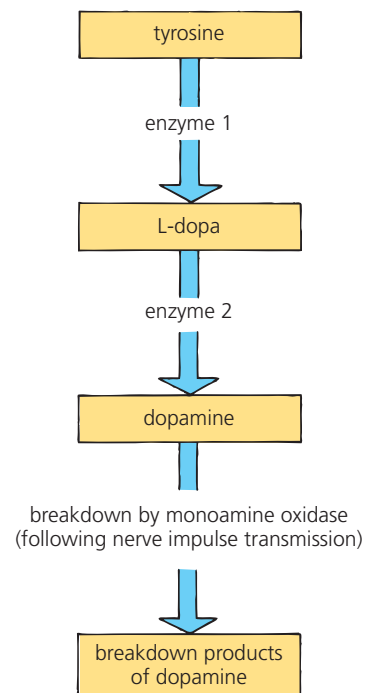 tyrosine
enzyme 1
L-dopa
enzyme 2
dopamine
breakdown by monoamine oxidase
(following nerve impulse transmission)
breakdown products
of dopamine